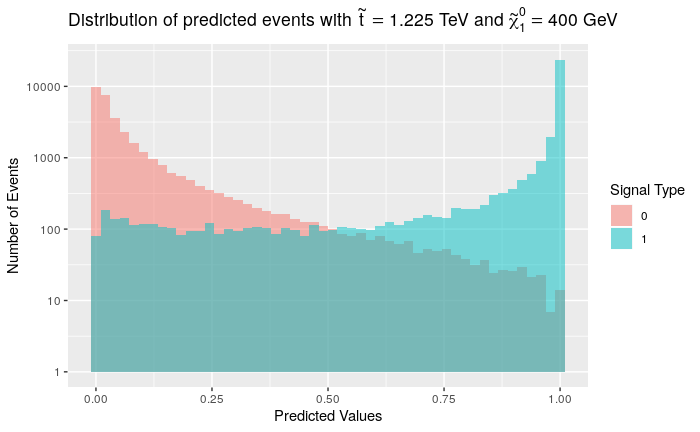 Distribution of predicted events with t̃ = 1.225 TeV and χ̃⁰₁ = 400 GeV
Number of Events
10000
1000
100
10
1
0.00 0.25 0.50 0.75 1.00
Predicted Values
Signal Type
0
1